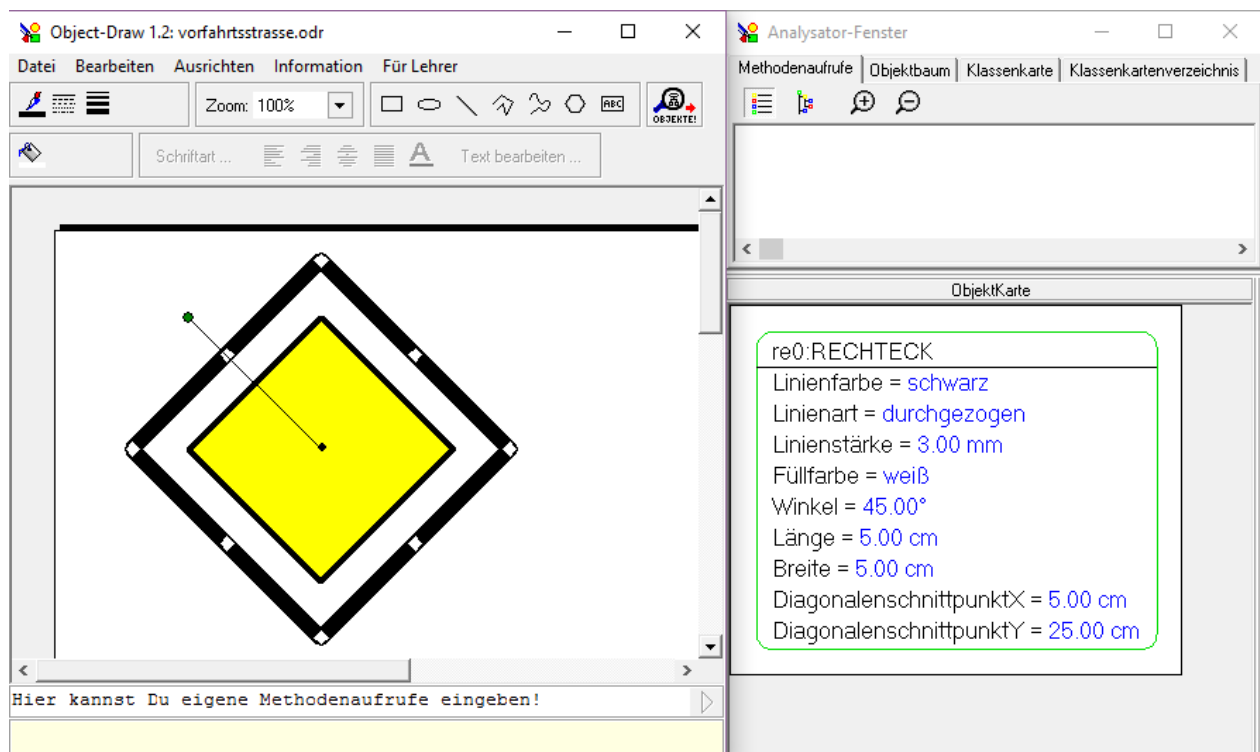 Object-Draw 1.2: vorfahrtsstrasse.odr
Datei Bearbeiten Ausrichten Information Für Lehrer
Zoom: 100%
ABC
OBJEKTE!
Schriftart ...
A
Text bearbeiten ...
Hier kannst Du eigene Methodenaufrufe eingeben!
Analysator-Fenster
Methodenaufrufe Objektbaum Klassenkarte Klassenkartenverzeichnis
ObjektKarte
re0:RECHTECK
Linienfarbe = schwarz
Linienart = durchgezogen
Linienstärke = 3.00 mm
Füllfarbe = weiß
Winkel = 45.00°
Länge = 5.00 cm
Breite = 5.00 cm
DiagonalenschnittpunktX = 5.00 cm
DiagonalenschnittpunktY = 25.00 cm